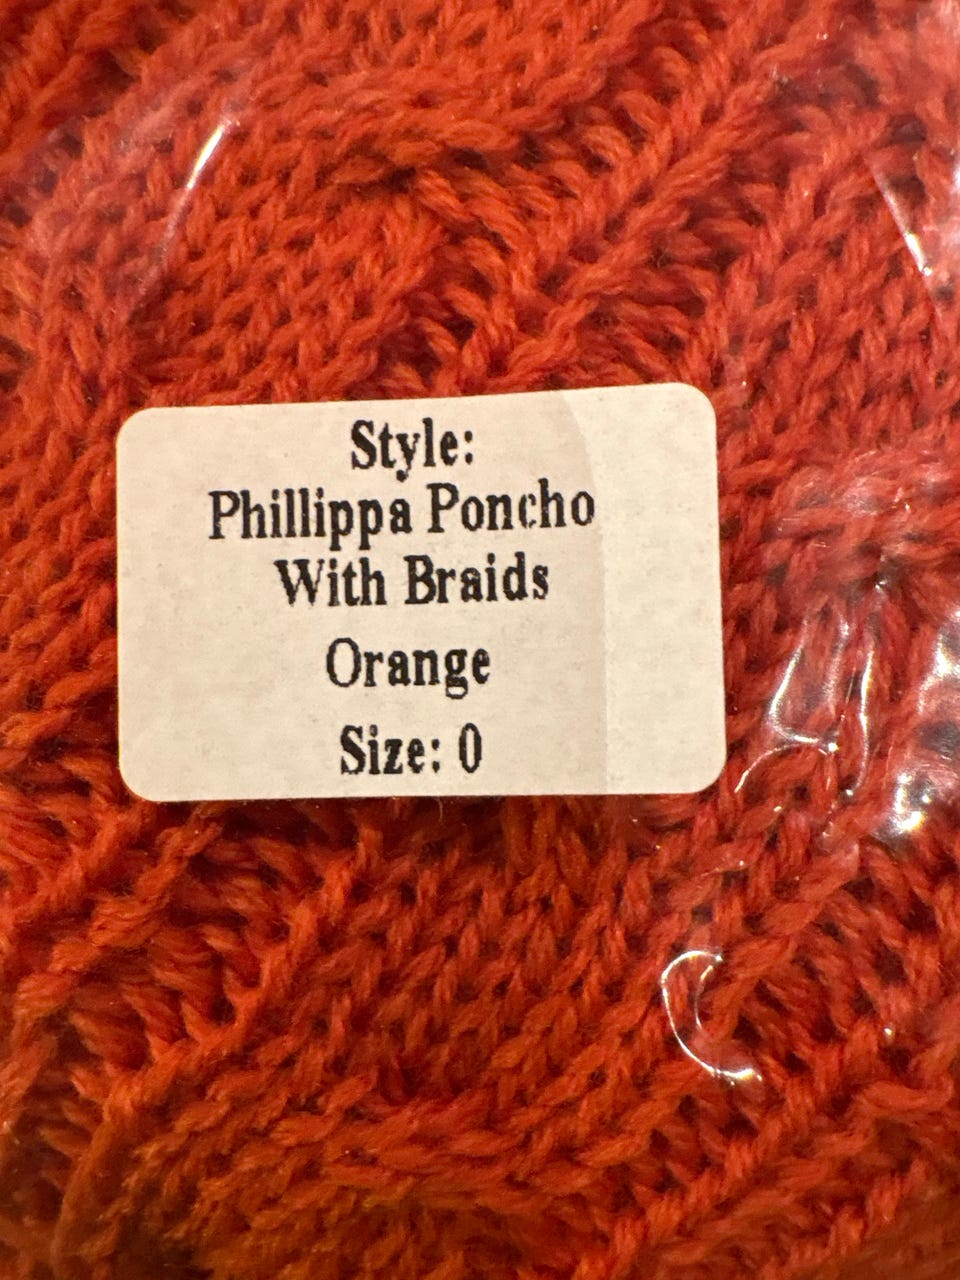 Style:
Phillippa Poncho
With Braids
Orange
Size: 0